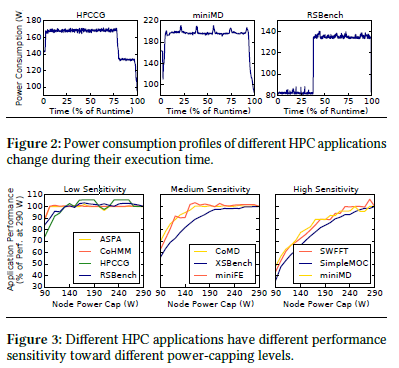 HPCCG miniMD RSBench
Power Consumption (W
180 160 140 120 100
220 200 180 160 140 120 100
140 120 100 80
0 25 50 75 100 0 25 50 75 100 0 25 50 75 100
Time (% of Runtime) Time (% of Runtime) Time (% of Runtime)
Figure 2: Power consumption profiles of different HPC applications
change during their execution time.
Low Sensitivity Medium Sensitivity High Sensitivity
Application Performance
(% of Perf. at 290 W)
110 100 90 80 70 60 50 40 30
ASPA
CoHMM
HPCCG
RSBench
CoMD
XSBench
miniFE
SWFFT
SimpleMOC
miniMD
90 140 190 240 290 90 140 190 240 290 90 140 190 240 290
Node Power Cap (W) Node Power Cap (W) Node Power Cap (W)
Figure 3: Different HPC applications have different performance
sensitivity toward different power-capping levels.